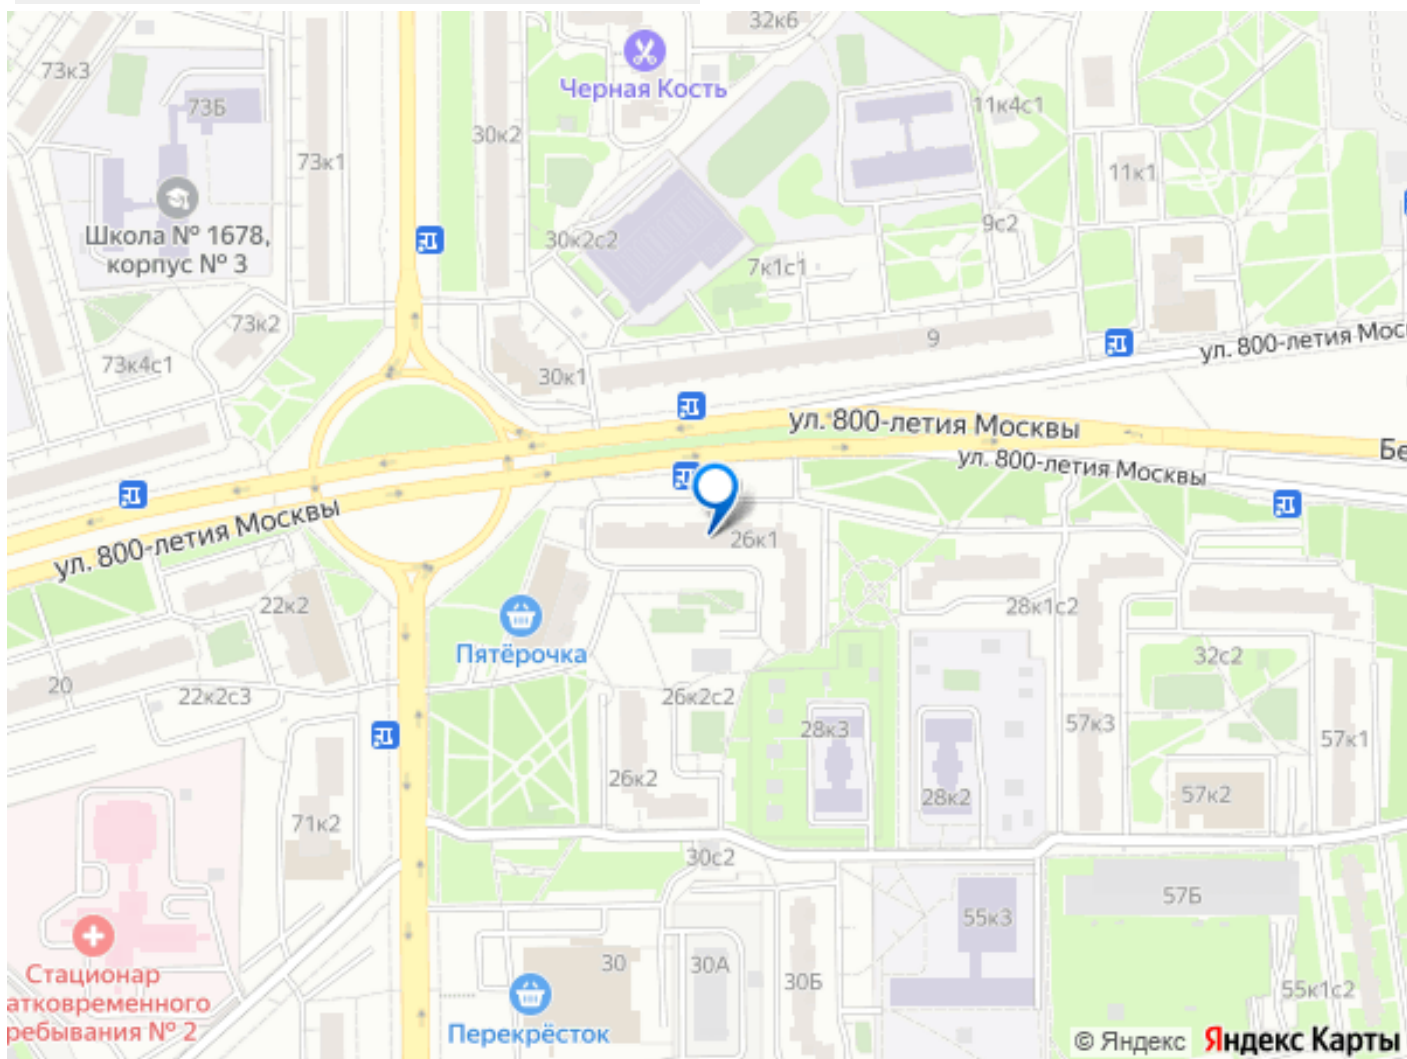 32к6
73к3
Черная Кость
73Б
11к4с1
30к2
73к1
11к1
Школа № 1678,
корпус № 3
9с2
30к2с2
7к1с1
73к2
9
ул. 800-летия Мос
73к4с1
30к1
ул. 800-летия Москвы
Бе
ул. 800-летия Москвы
ул. 800-летия Москвы
26к1
22к2
28к1с2
Пятёрочка
32с2
20
22к2с3
26к2с2
28к3
57к3
57к1
26к2
28к2
57к2
71к2
30с2
57Б
55к3
30
30А
30Б
Стационар
атковременного
ребывания № 2
55к1с2
Перекрёсток
© Яндекс Яндекс Карты